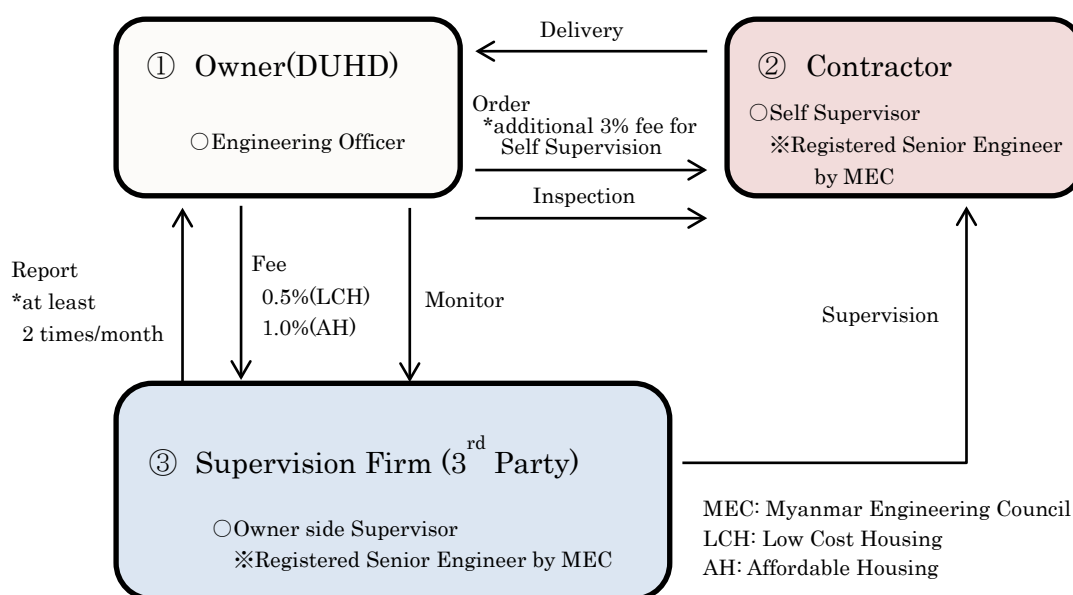 ① Owner(DUHD)
○Engineering Officer
Delivery
② Contractor
○Self Supervisor
※Registered Senior Engineer
by MEC
Order
*additional 3% fee for
Self Supervision
Inspection
Report
*at least
2 times/month
Fee
0.5%(LCH)
1.0%(AH)
Monitor
Supervision
③ Supervision Firm (3rd Party)
○Owner side Supervisor
※Registered Senior Engineer by MEC
MEC: Myanmar Engineering Council
LCH: Low Cost Housing
AH: Affordable Housing